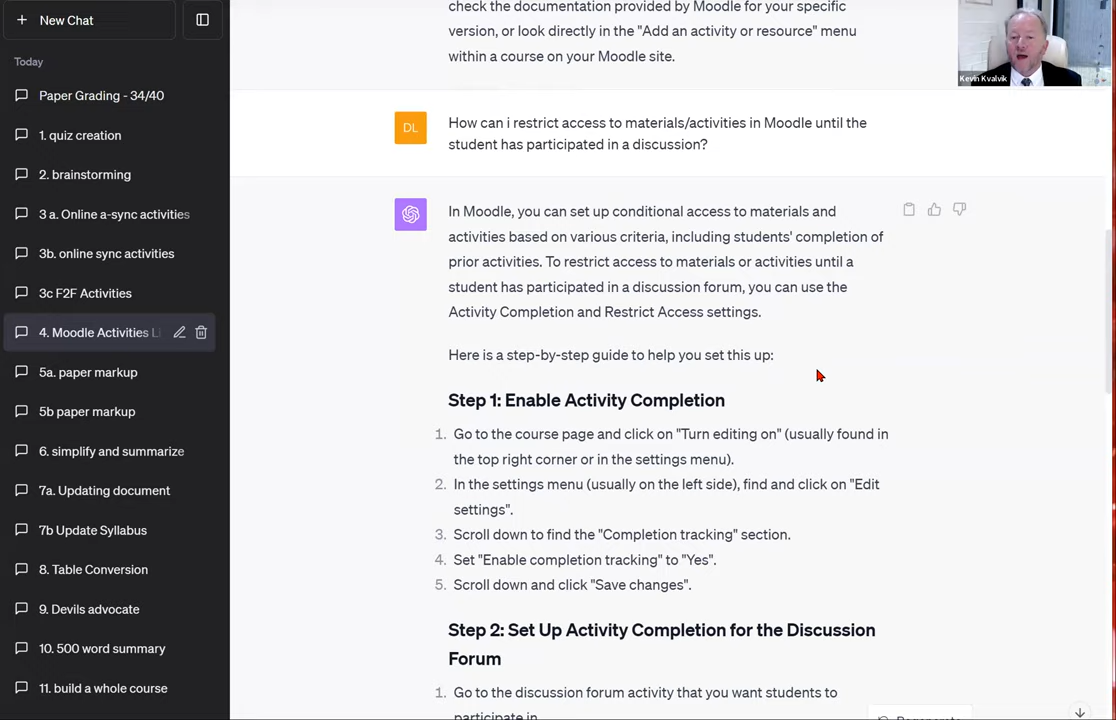 New Chat
Today
Paper Grading - 34/40
1. quiz creation
2. brainstorming
3 a. Online a-sync activities
3b. online sync activities
3c F2F Activities
4. Moodle Activities Li
5a. paper markup
5b paper markup
6. simplify and summarize
7a. Updating document
7b Update Syllabus
8. Table Conversion
9. Devils advocate
10. 500 word summary
11. build a whole course
check the documentation provided by Moodle for your specific
version, or look directly in the "Add an activity or resource" menu
within a course on your Moodle site.
Kevin Kvalvik
DL
How can i restrict access to materials/activities in Moodle until the
student has participated in a discussion?
In Moodle, you can set up conditional access to materials and
activities based on various criteria, including students' completion of
prior activities. To restrict access to materials or activities until a
student has participated in a discussion forum, you can use the
Activity Completion and Restrict Access settings.
Here is a step-by-step guide to help you set this up:
Step 1: Enable Activity Completion
1. Go to the course page and click on "Turn editing on" (usually found in
the top right corner or in the settings menu).
2. In the settings menu (usually on the left side), find and click on "Edit
settings".
3. Scroll down to find the "Completion tracking" section.
4. Set "Enable completion tracking" to "Yes".
5. Scroll down and click "Save changes".
Step 2: Set Up Activity Completion for the Discussion
Forum
1. Go to the discussion forum activity that you want students to
participate in.